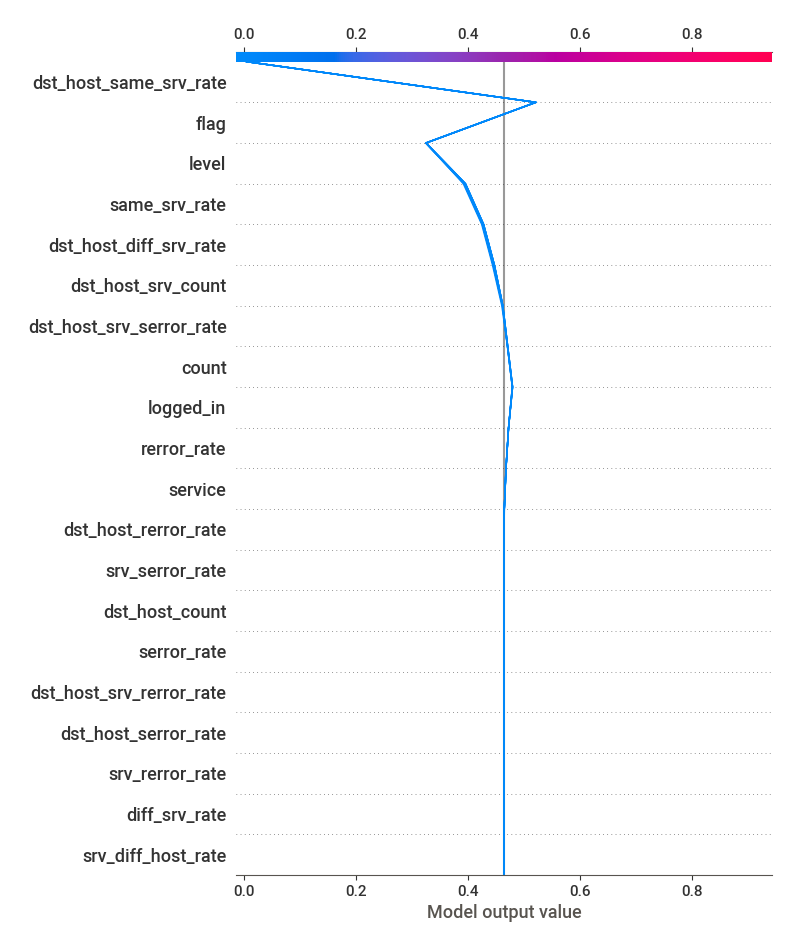 0.0 0.2 0.4 0.6 0.8
dst_host_same_srv_rate
flag
level
same_srv_rate
dst_host_diff_srv_rate
dst_host_srv_count
dst_host_srv_serror_rate
count
logged_in
rerror_rate
service
dst_host_rerror_rate
srv_serror_rate
dst_host_count
serror_rate
dst_host_srv_rerror_rate
dst_host_serror_rate
srv_rerror_rate
diff_srv_rate
srv_diff_host_rate
0.0 0.2 0.4 0.6 0.8
Model output value